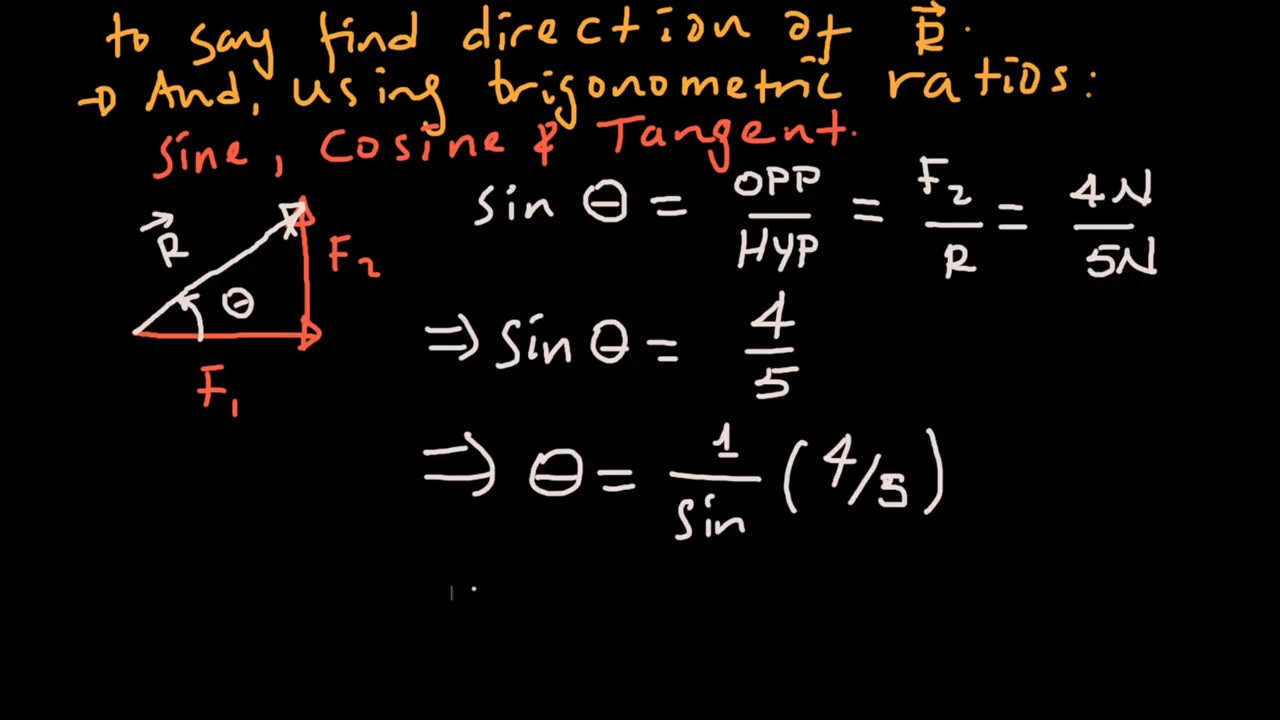 to say find direction of R⃗.
→ And, using trigonometric ratios:
sine, Cosine & Tangent.
sin θ = OPP/HYP = F₂/R = 4N/5N
R⃗
F₂
θ
F₁
⇒ sin θ = 4/5
⇒ θ = 1/sin (4/5)